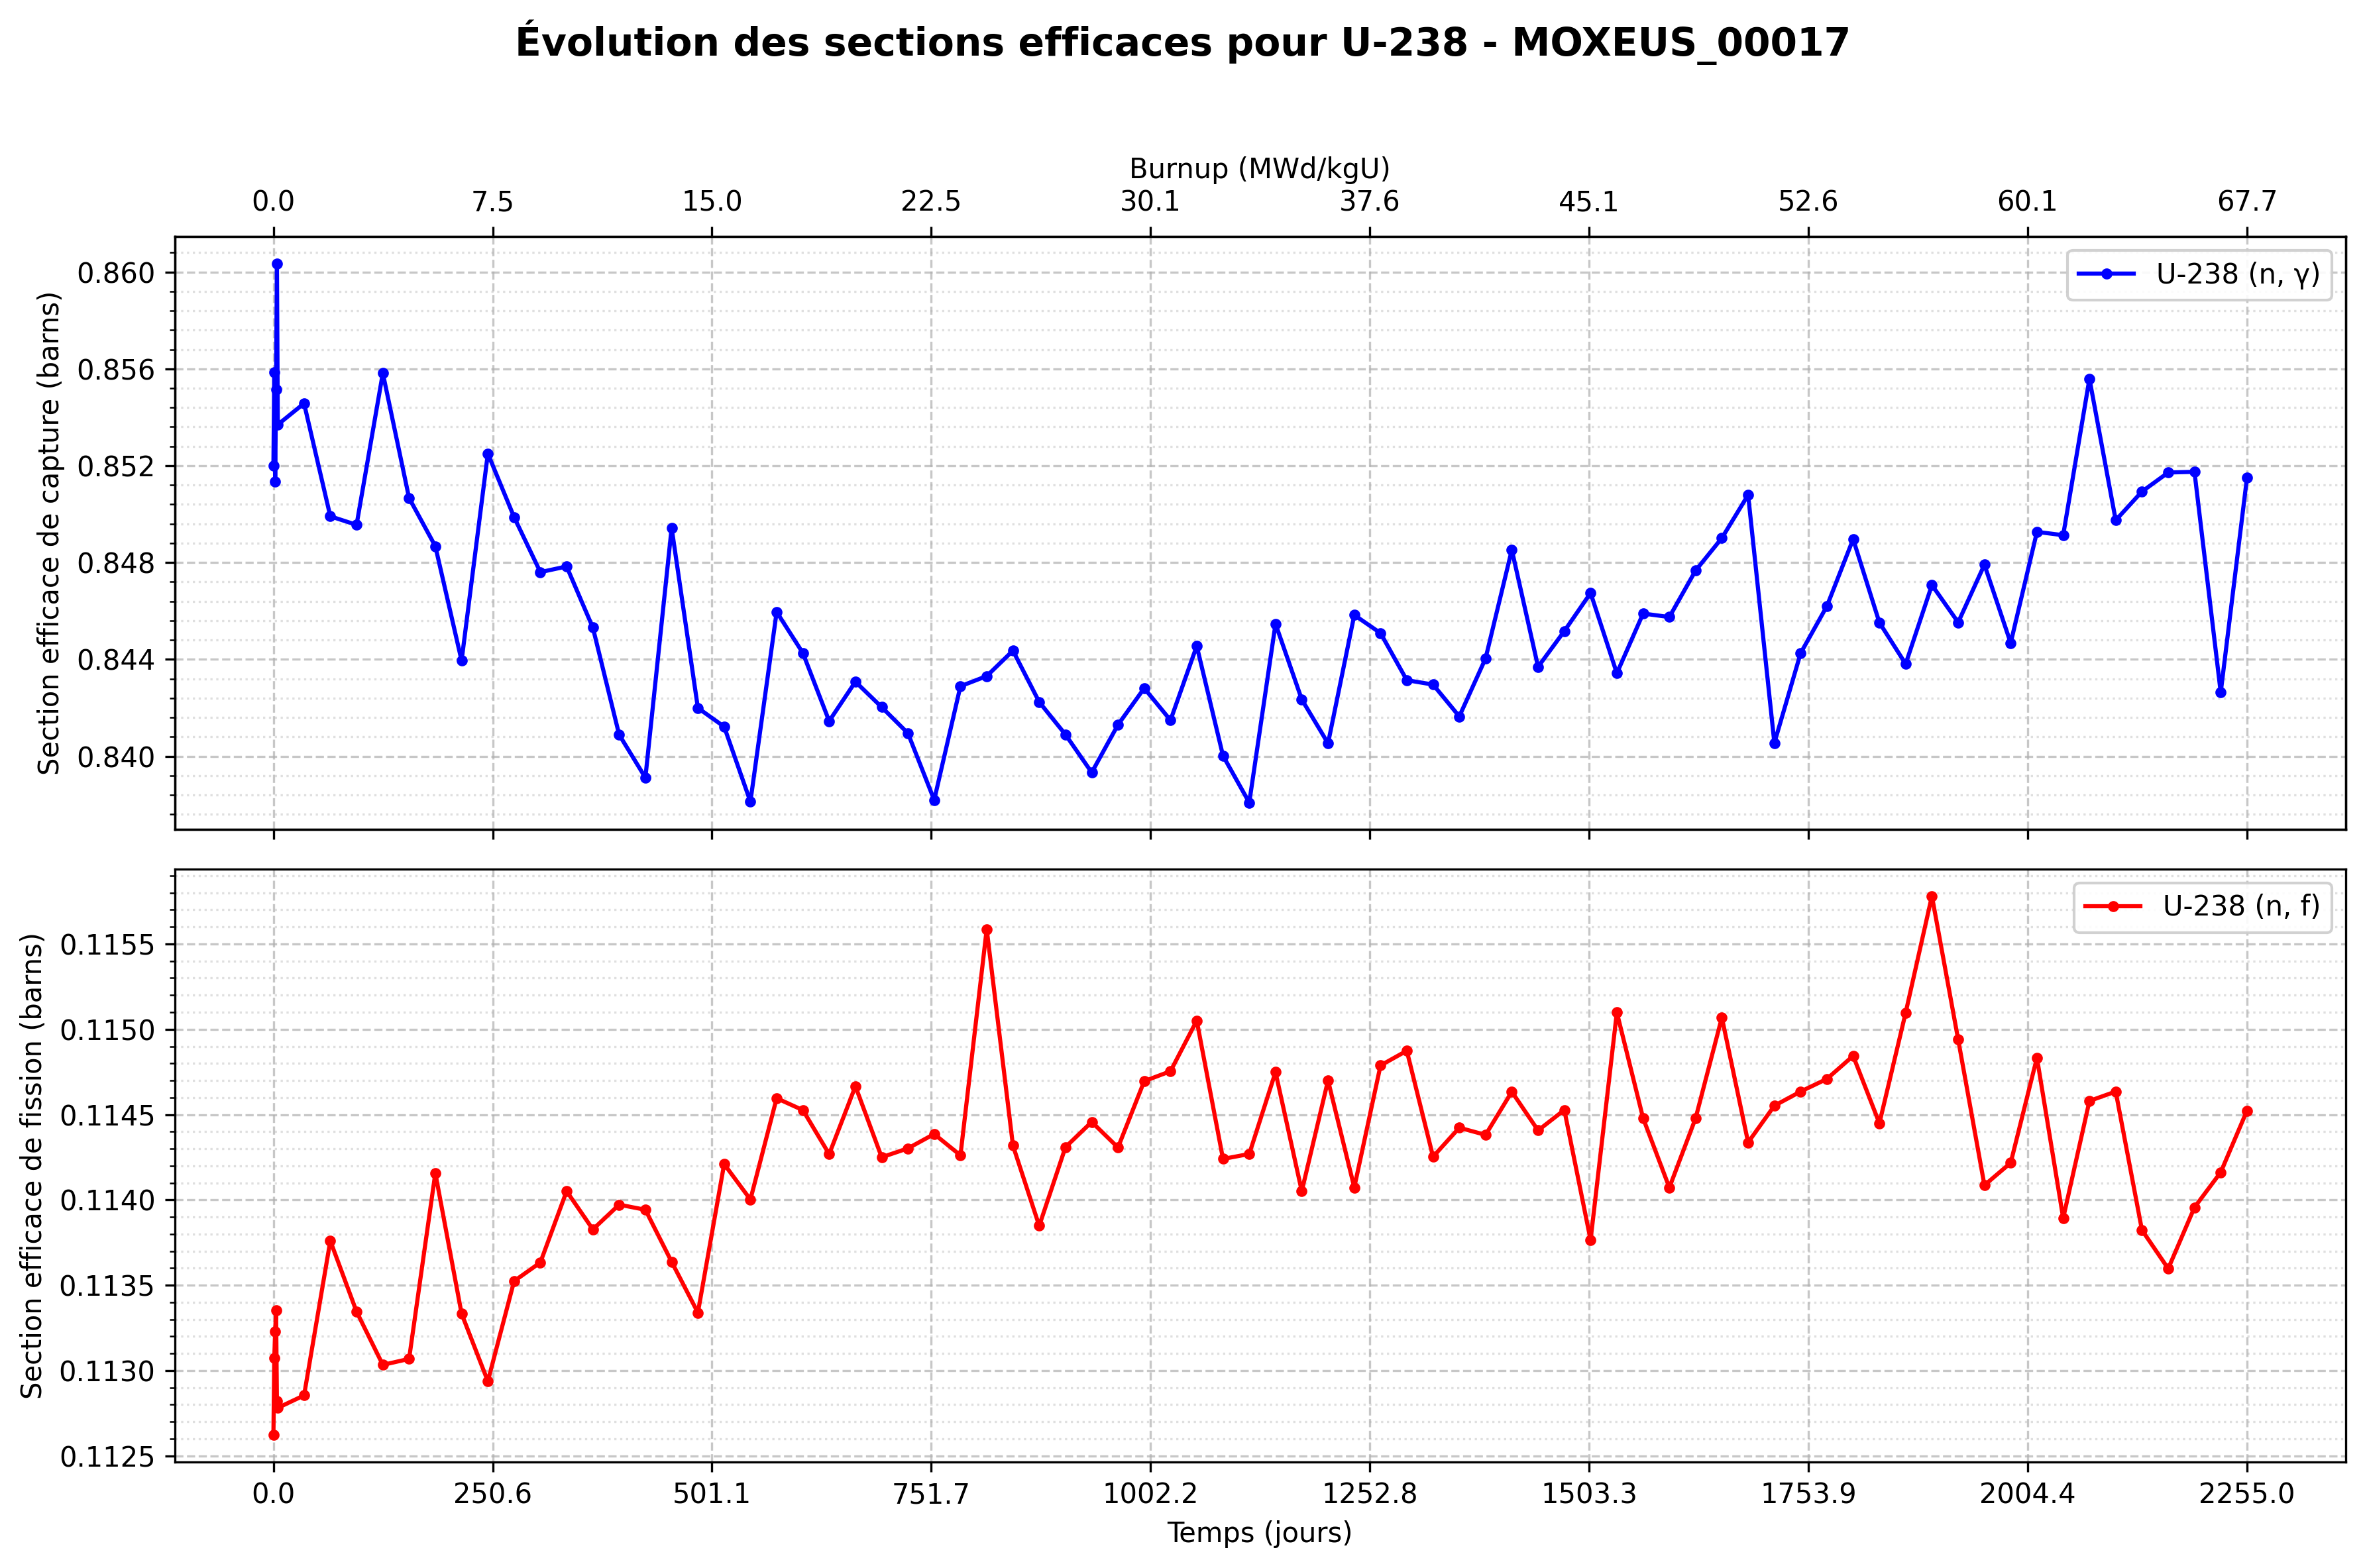 Évolution des sections efficaces pour U-238 - MOXEUS_00017
Burnup (MWd/kgU)
0.0 7.5 15.0 22.5 30.1 37.6 45.1 52.6 60.1 67.7
Section efficace de capture (barns)
0.860
0.856
0.852
0.848
0.844
0.840
U-238 (n, γ)
Section efficace de fission (barns)
0.1155
0.1150
0.1145
0.1140
0.1135
0.1130
0.1125
U-238 (n, f)
0.0 250.6 501.1 751.7 1002.2 1252.8 1503.3 1753.9 2004.4 2255.0
Temps (jours)